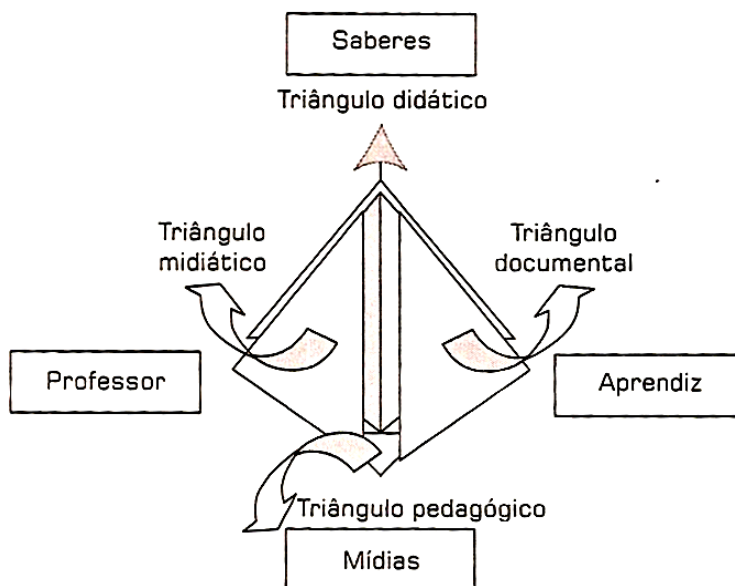 Saberes
Triângulo didático
Triângulo
midiático
Triângulo
documental
Professor
Aprendiz
Triângulo pedagógico
Mídias